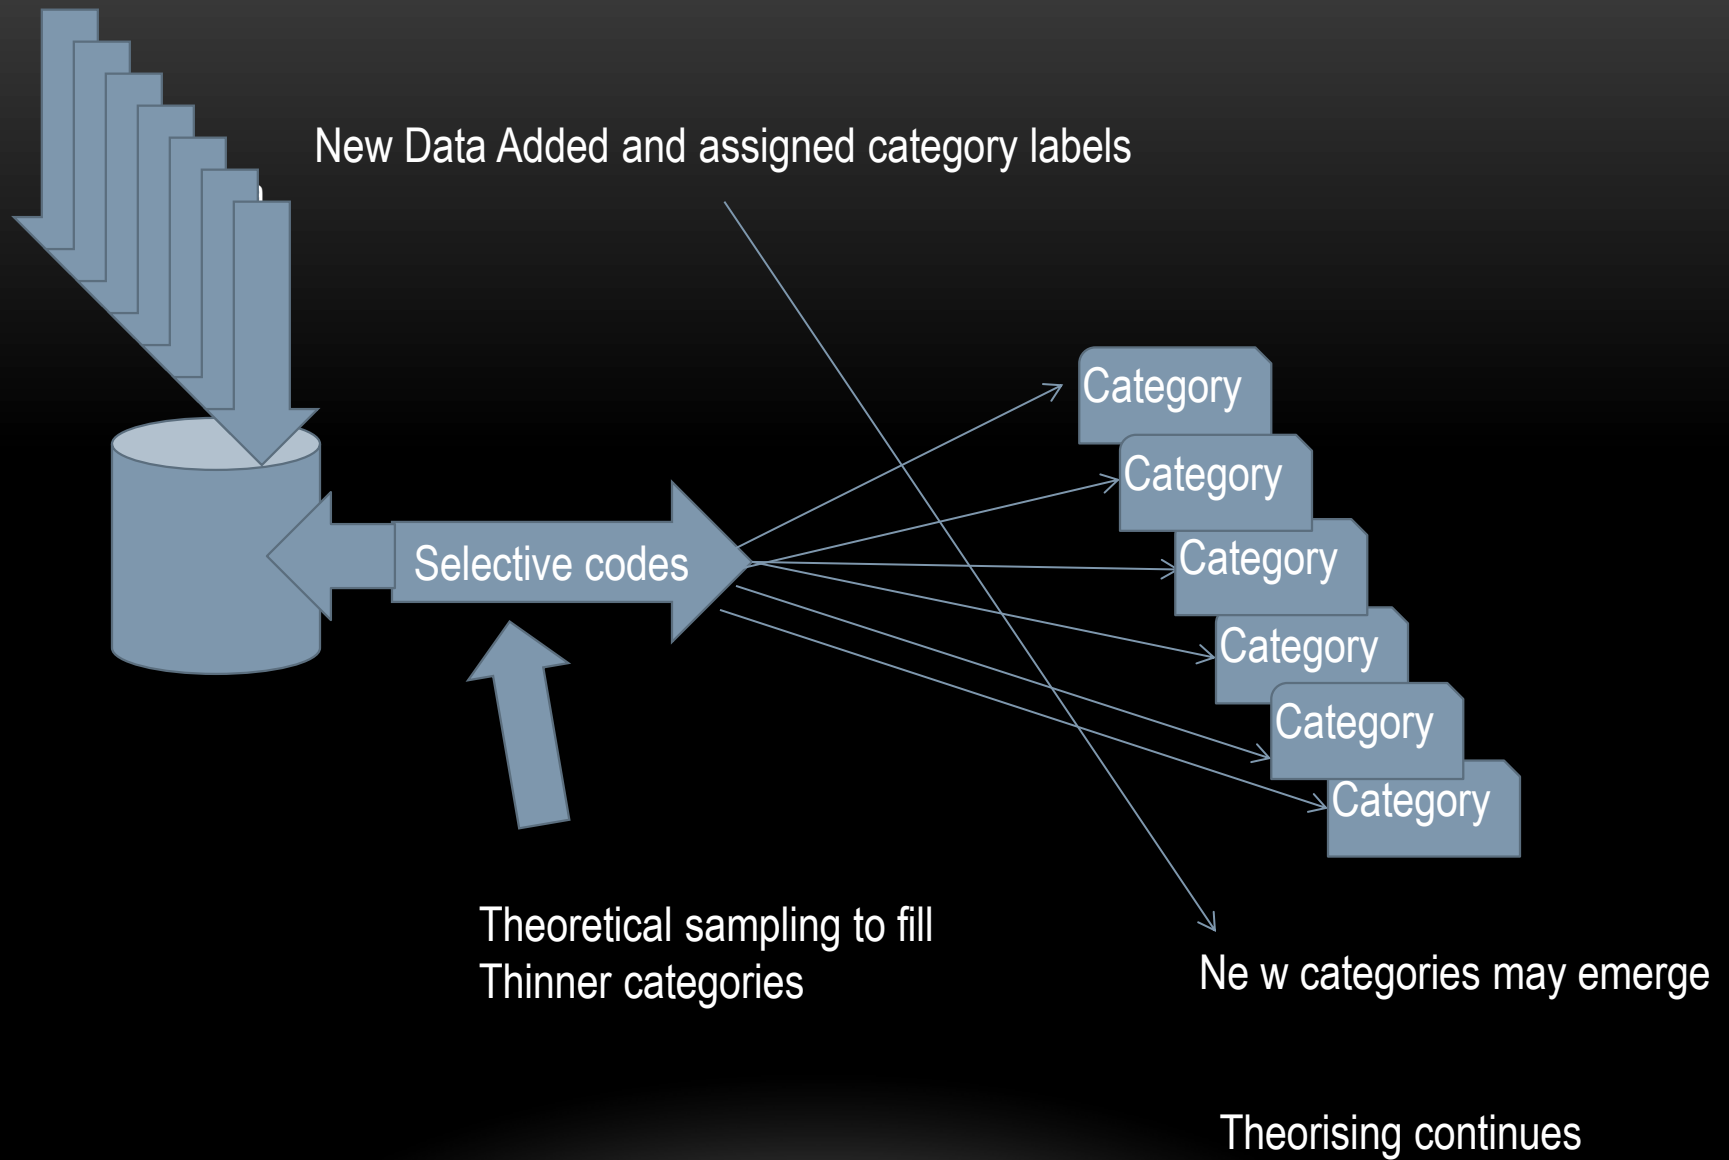 New Data Added and assigned category labels
Category
Category
Selective codes
Category
Category
Category
Category
Theoretical sampling to fill
Thinner categories
Ne w categories may emerge
Theorising continues